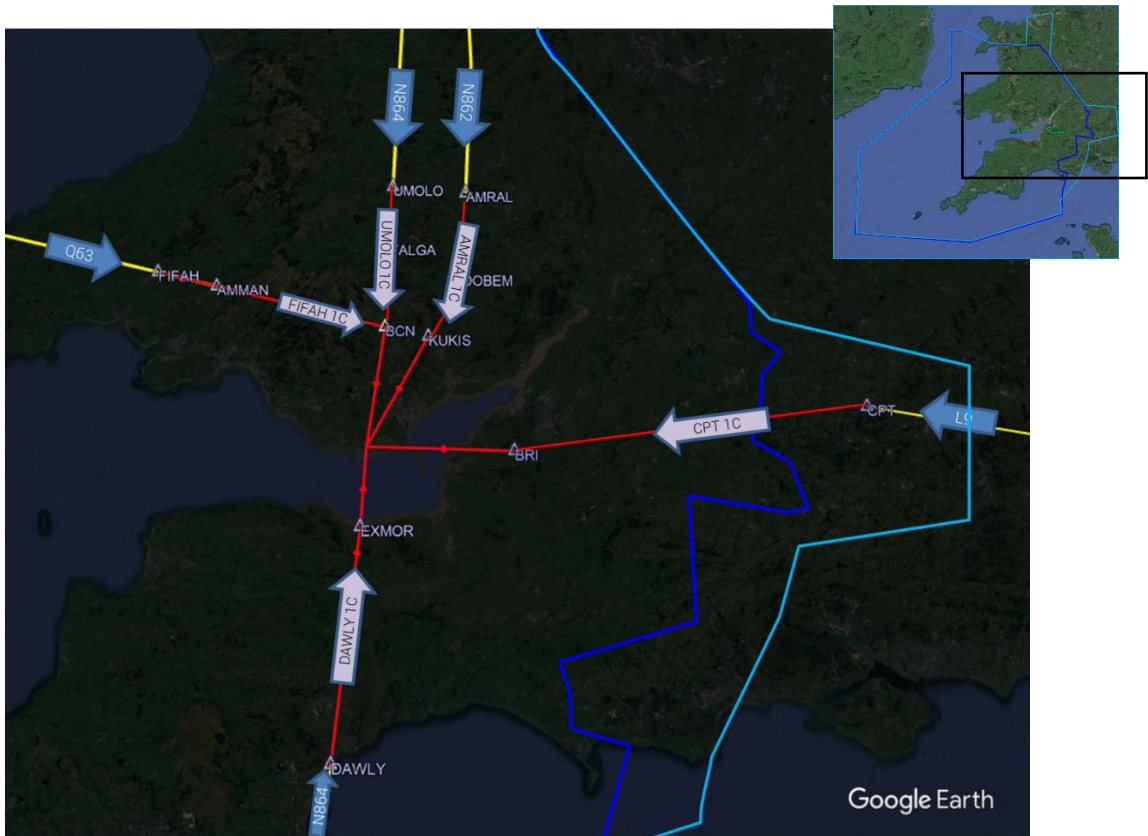 N864
N862
UMOLO
AMRAL
UMOLO 1C
AMRAL 1C
ALGA
DOBEM
Q63
FIFAH
AMMAN
FIFAH 1C
BCN
KUKIS
CPT
L9
CPT 1C
BRI
EXMOR
DAWLY 1C
DAWLY
N864
Google Earth